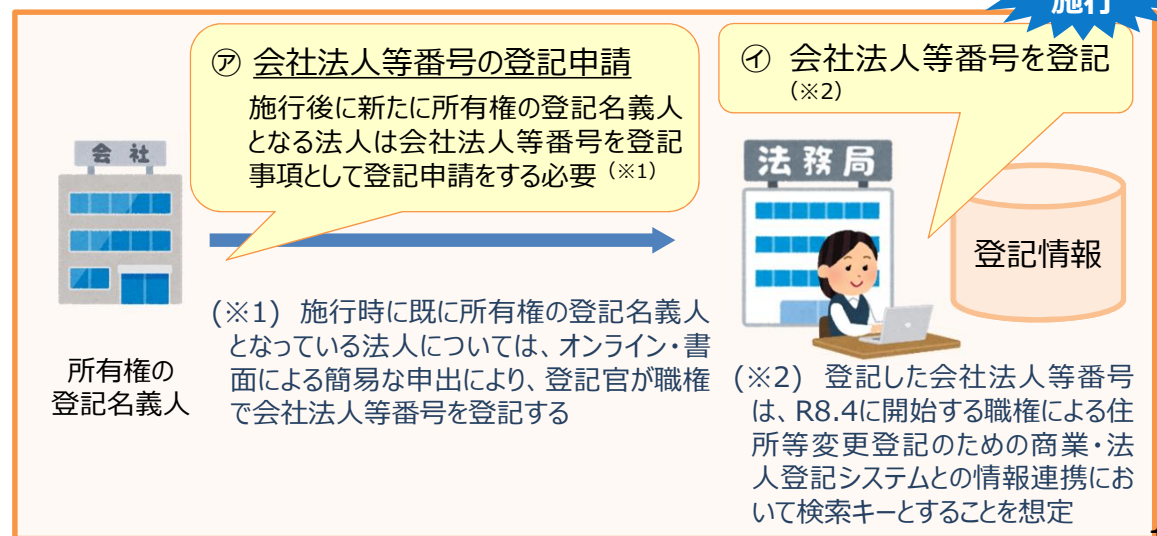 施行
㋐ 会社法人等番号の登記申請
施行後に新たに所有権の登記名義人
となる法人は会社法人等番号を登記
事項として登記申請をする必要(※1)
㋑ 会社法人等番号を登記
(※2)
会社
法務局
登記情報
所有権の
登記名義人
(※1) 施行時に既に所有権の登記名義人
となっている法人については、オンライン・書
面による簡易な申出により、登記官が職権
で会社法人等番号を登記する
(※2) 登記した会社法人等番号
は、R8.4に開始する職権による住
所等変更登記のための商業・法
人登記システムとの情報連携にお
いて検索キーとすることを想定